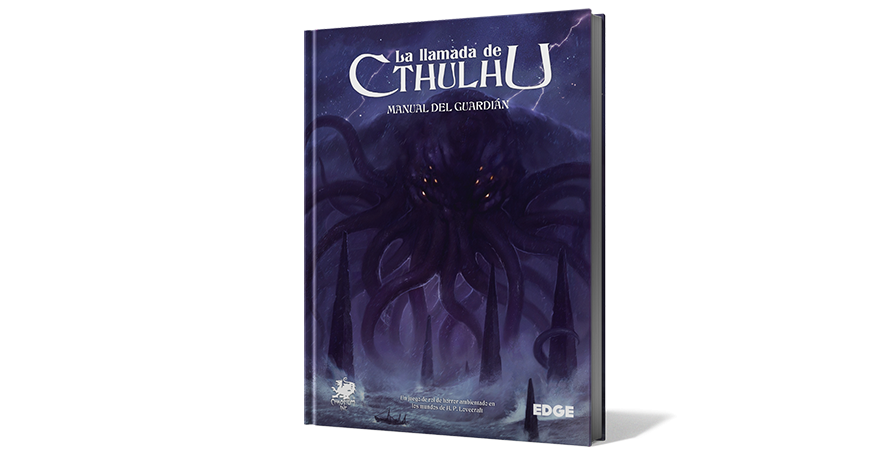 La llamada de
CTHULHU
MANUAL DEL GUARDIÁN
Un juego de rol de horror ambientado en
los mundos de H. P. Lovecraft
EDGE